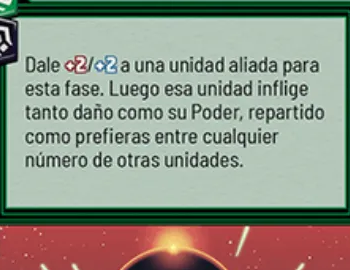 Dale +2/+2 a una unidad aliada para
esta fase. Luego esa unidad inflige
tanto daño como su Poder, repartido
como prefieras entre cualquier
número de otras unidades.